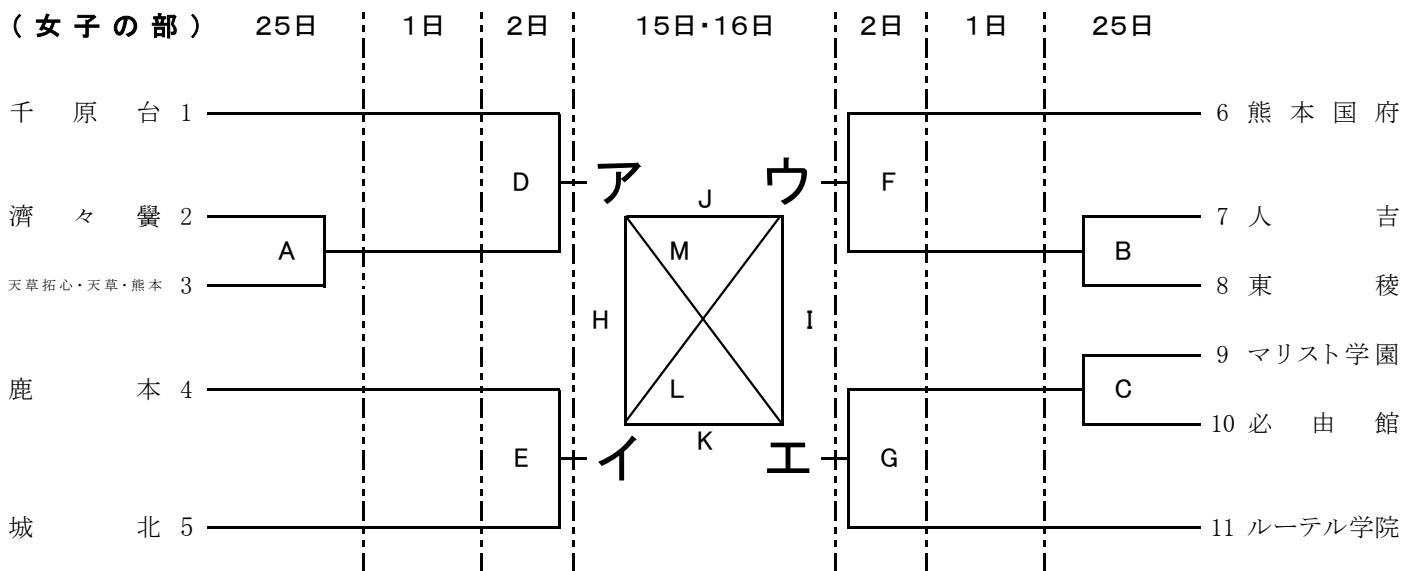 (女子の部) 25日 1日 2日 15日・16日 2日 1日 25日
千原台 1 6 熊本国府
D ア ウ F
J
濟々黌 2 7 人吉
A M B
天草拓心・天草・熊本 3 8 東稜
H I
9 マリスト学園
鹿本 4 L C
10 必由館
K
E イ エ G
城北 5 11 ルーテル学院